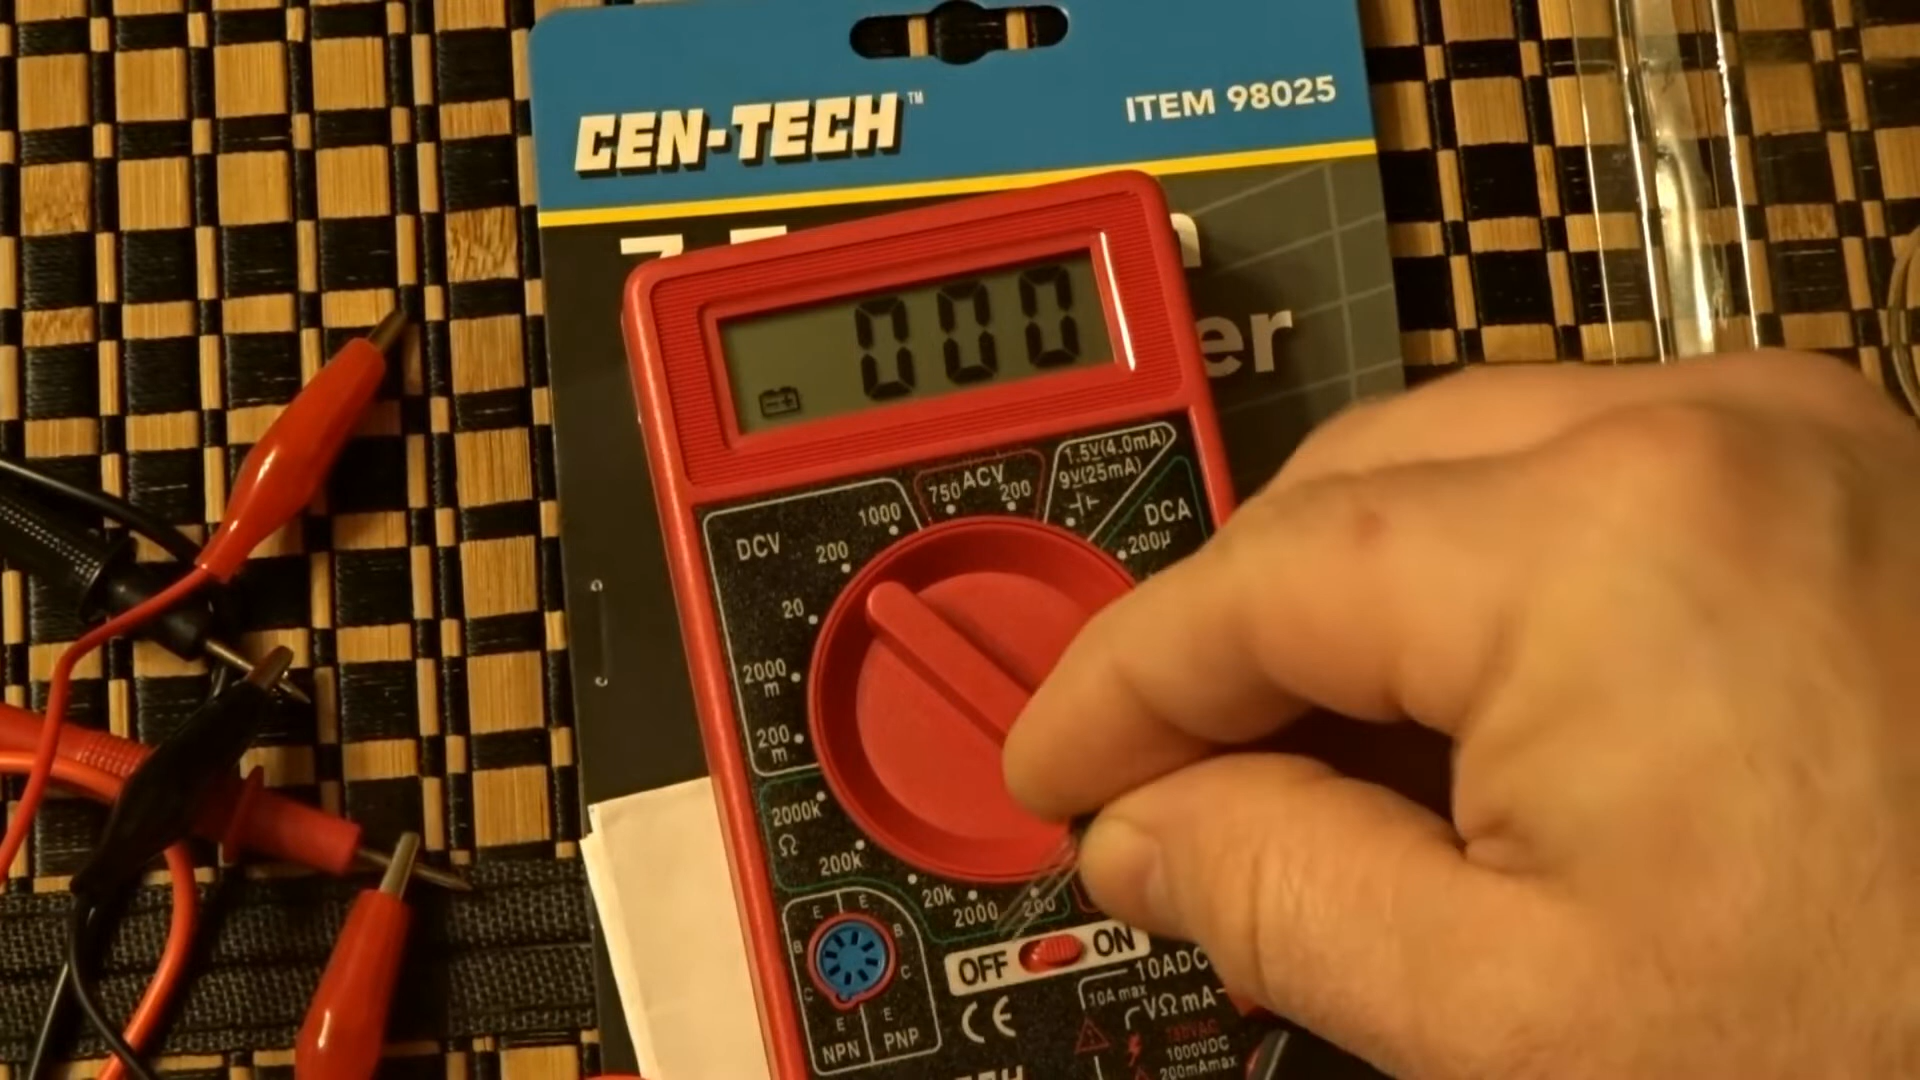 CEN-TECH™
ITEM 98025
er
000
1.5V(4.0mA)
9V(25mA)
750 ACV 200
DCV
1000
200
20
2000
m
200
m
DCA
200µ
2000k
Ω
200k
20k
2000
200
OFF ON
E E
B B
C C
E E
NPN PNP
CE
10ADC
10A max
VΩmA
1000VDC
200mAmax